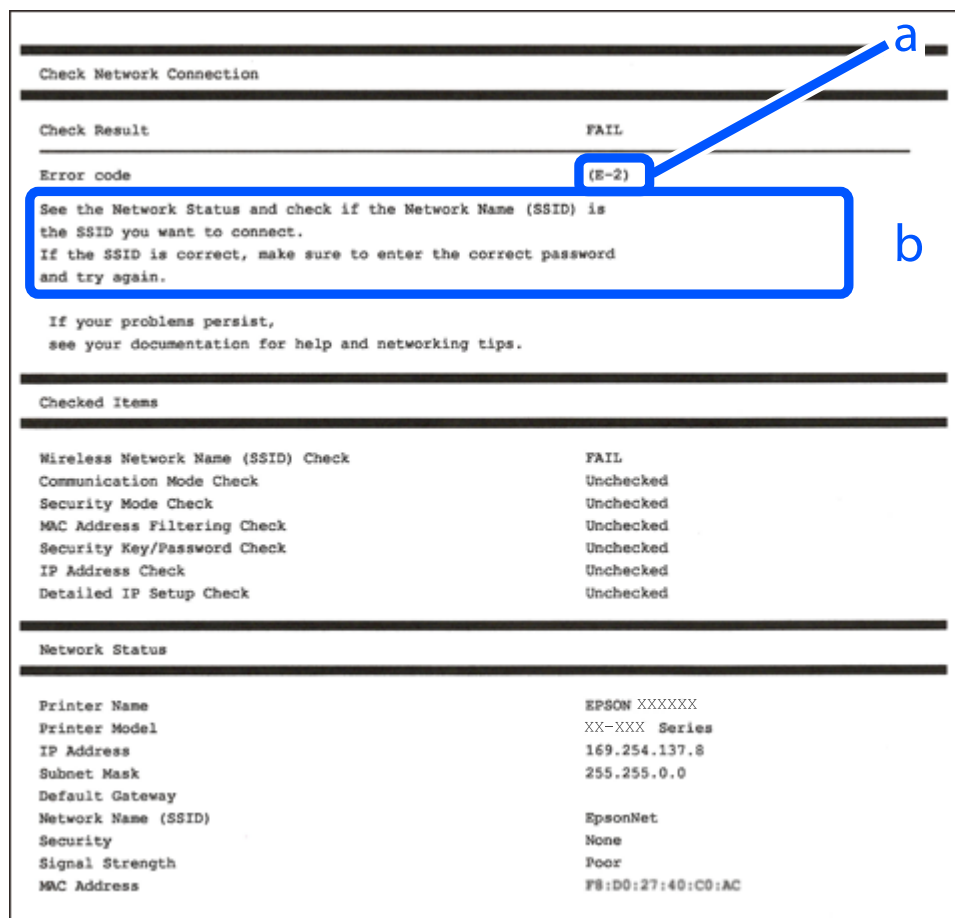 a
Check Network Connection
Check Result FAIL
Error code (E-2)
See the Network Status and check if the Network Name (SSID) is
the SSID you want to connect.
If the SSID is correct, make sure to enter the correct password
and try again.
b
If your problems persist,
see your documentation for help and networking tips.
Checked Items
Wireless Network Name (SSID) Check FAIL
Communication Mode Check Unchecked
Security Mode Check Unchecked
MAC Address Filtering Check Unchecked
Security Key/Password Check Unchecked
IP Address Check Unchecked
Detailed IP Setup Check Unchecked
Network Status
Printer Name EPSON XXXXXX
Printer Model XX-XXX Series
IP Address 169.254.137.8
Subnet Mask 255.255.0.0
Default Gateway
Network Name (SSID) EpsonNet
Security None
Signal Strength Poor
MAC Address F8:D0:27:40:C0:AC